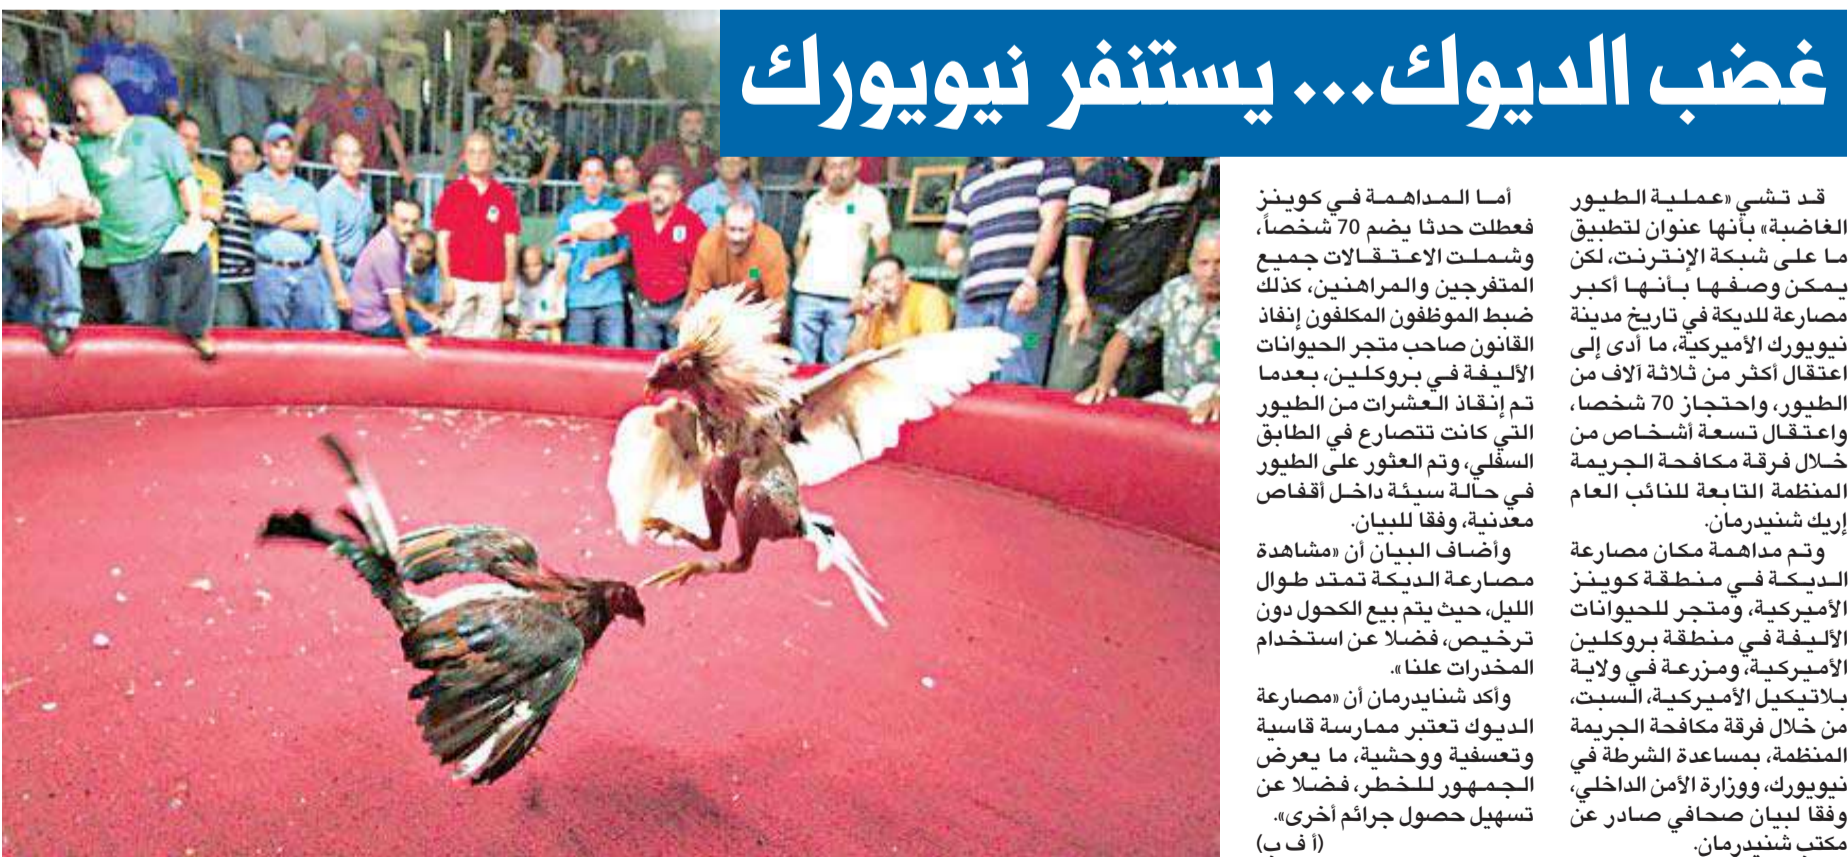 غضب الديوك... يستنفر نيويورك
قد تشي «عملية الطيور
الغاضبة» بأنها عنوان لتطبيق
ما على شبكة الإنترنت، لكن
يمكن وصفها بأنها أكبر
مصارعة للديكة في تاريخ مدينة
نيويورك الأميركية، ما أدى إلى
اعتقال أكثر من ثلاثة آلاف من
الطيور، واحتجاز 70 شخصا،
واعتقال تسعة أشخاص من
خلال فرقة مكافحة الجريمة
المنظمة التابعة للنائب العام
إريك شنيدرمان.
وتم مداهمة مكان مصارعة
الديكة في منطقة كوينز
الأميركية، ومتجر للحيوانات
الأليفة في منطقة بروكلين
الأميركية، ومزرعة في ولاية
بلاتيكيل الأميركية، السبت،
من خلال فرقة مكافحة الجريمة
المنظمة، بمساعدة الشرطة في
نيويورك، ووزارة الأمن الداخلي،
وفقا لبيان صحافي صادر عن
مكتب شنيدرمان.
أما المداهمة في كوينز
فعطلت حدثا يضم 70 شخصاً،
وشملت الاعتقالات جميع
المتفرجين والمراهنين، كذلك
ضبط الموظفون المكلفون إنفاذ
القانون صاحب متجر الحيوانات
الأليفة في بروكلين، بعدما
تم إنقاذ العشرات من الطيور
التي كانت تتصارع في الطابق
السفلي، وتم العثور على الطيور
في حالة سيئة داخل أقفاص
معدنية، وفقا للبيان.
وأضاف البيان أن «مشاهدة
مصارعة الديكة تمتد طوال
الليل، حيث يتم بيع الكحول دون
ترخيص، فضلا عن استخدام
المخدرات علنا».
وأكد شنايدرمان أن «مصارعة
الديوك تعتبر ممارسة قاسية
وتعسفية ووحشية، ما يعرض
الجمهور للخطر، فضلا عن
تسهيل حصول جرائم أخرى».
(أ ف ب)